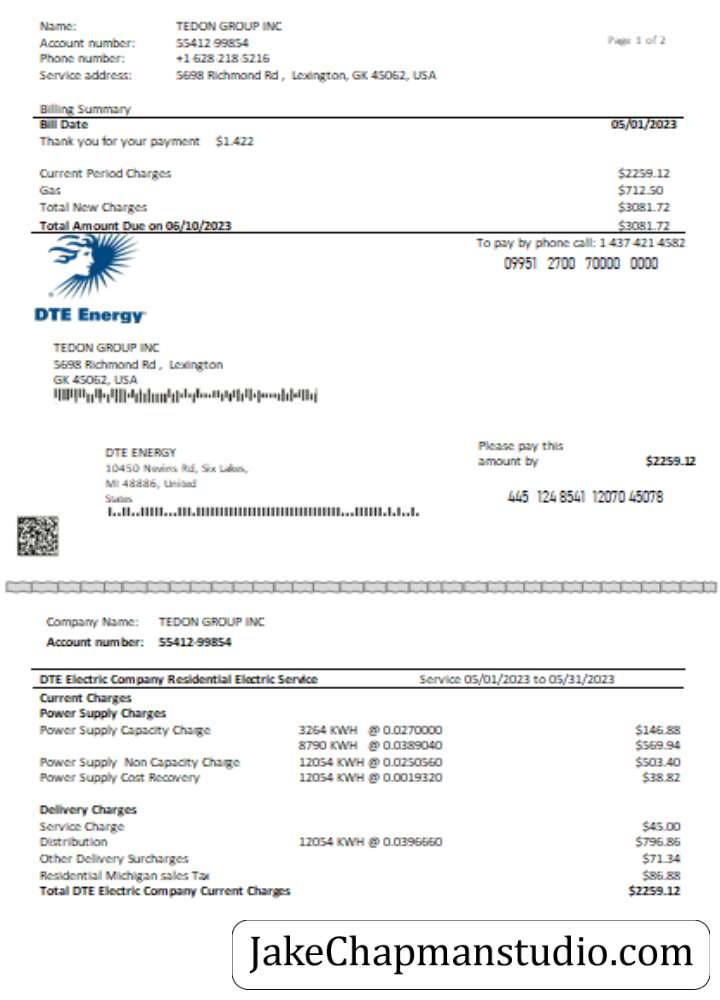 Name: TEDON GROUP INC
Account number: 55412-99854
Page 1 of 2
Phone number: +1-628-218-5216
Service address: 5698 Richmond Rd , Lexington, GK 45062, USA
Billing Summary
Bill Date 05/01/2023
Thank you for your payment $1.422
Current Period Charges $2259.12
Gas $712.50
Total New Charges $3081.72
Total Amount Due on 06/10/2023 $3081.72
To pay by phone call: 1-437-421-4582
09951 2700 70000 0000
DTE Energy
TEDON GROUP INC
5698 Richmond Rd , Lexington
GK 45062, USA
DTE ENERGY
10450 Nevins Rd, Six Lakes,
MI 48886, United
States
Please pay this
amount by $2259.12
445 124 8541 12070 45078
Company Name: TEDON GROUP INC
Account number: 55412-99854
DTE Electric Company Residential Electric Service Service 05/01/2023 to 05/31/2023
Current Charges
Power Supply Charges
Power Supply Capacity Charge 3264 KWH @ 0.0270000 $146.88
8790 KWH @ 0.0389040 $569.94
Power Supply Non Capacity Charge 12054 KWH @ 0.0250560 $503.40
Power Supply Cost Recovery 12054 KWH @ 0.0019320 $38.82
Delivery Charges
Service Charge $45.00
Distribution 12054 KWH @ 0.0396660 $796.86
Other Delivery Surcharges $71.34
Residential Michigan sales Tax $86.88
Total DTE Electric Company Current Charges $2259.12
JakeChapmanstudio.com